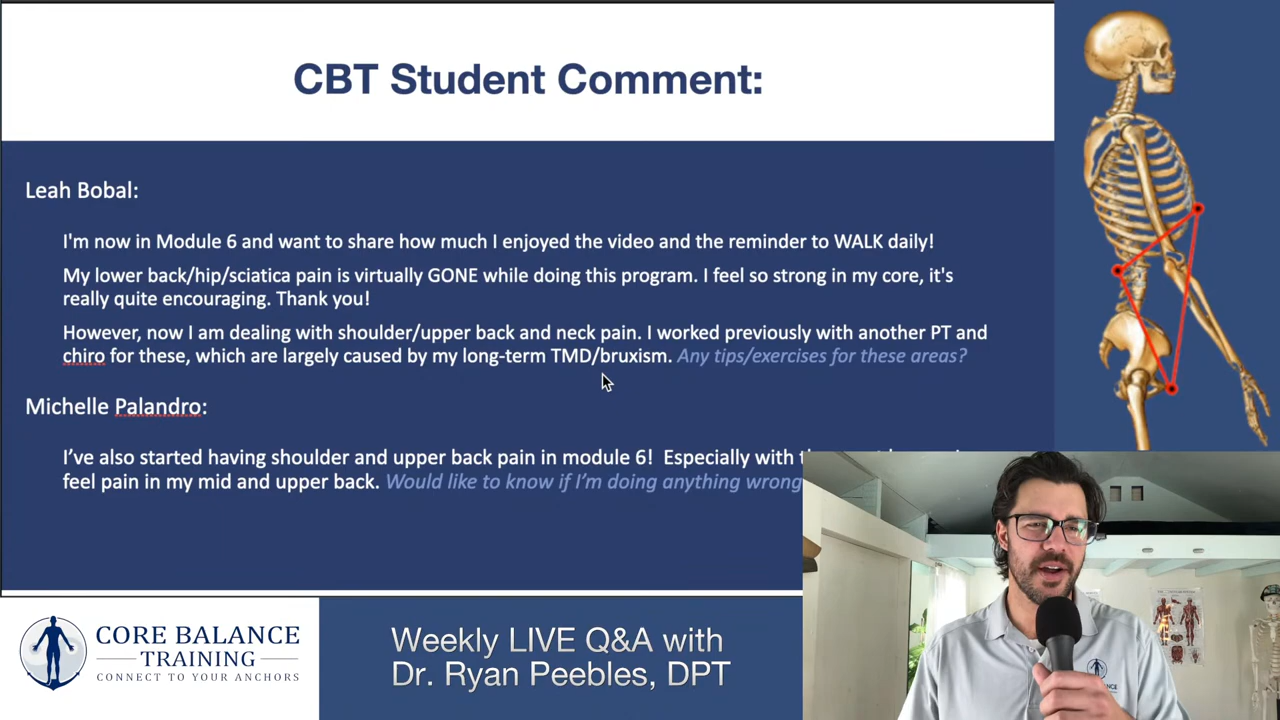 CBT Student Comment:
Leah Bobal:
I'm now in Module 6 and want to share how much I enjoyed the video and the reminder to WALK daily!
My lower back/hip/sciatica pain is virtually GONE while doing this program. I feel so strong in my core, it's
really quite encouraging. Thank you!
However, now I am dealing with shoulder/upper back and neck pain. I worked previously with another PT and
chiro for these, which are largely caused by my long-term TMD/bruxism. Any tips/exercises for these areas?
Michelle Palandro:
I've also started having shoulder and upper back pain in module 6! Especially with
feel pain in my mid and upper back. Would like to know if I'm doing anything wrong
CORE BALANCE
TRAINING
CONNECT TO YOUR ANCHORS
Weekly LIVE Q&A with
Dr. Ryan Peebles, DPT